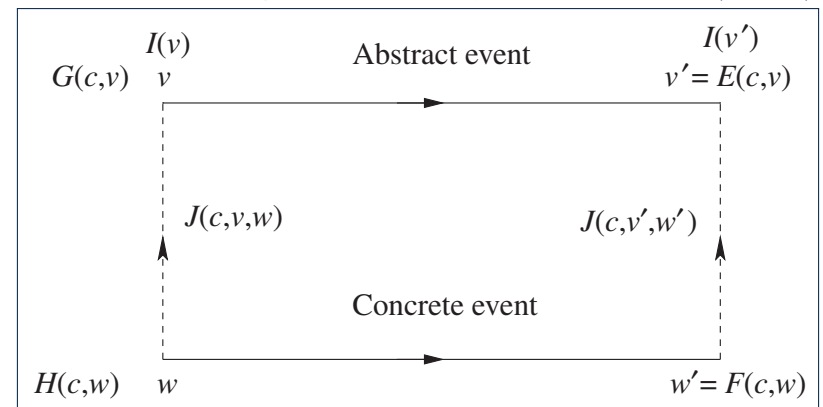 I(v) Abstract event I(v′)
G(c,v) v v′= E(c,v)
J(c,v,w) J(c,v′,w′)
Concrete event
H(c,w) w w′= F(c,w)